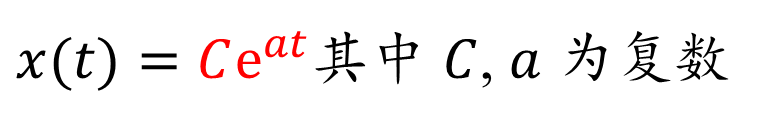 x(t) = Ce^{at} 其中 C, a 为复数